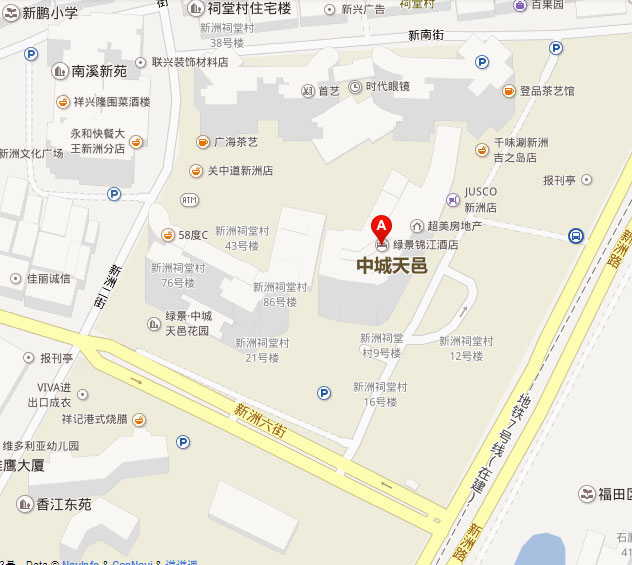 新鹏小学
祠堂村住宅楼
新兴广告
祠堂村
百果园
街
新洲祠堂村
38号楼
新南街
联兴装饰材料店
南溪新苑
祥兴隆围菜酒楼
首艺
时代眼镜
登品茶艺馆
永和快餐大
王新洲分店
广海茶艺
千味涮新洲
吉之岛店
新洲文化广场
关中道新洲店
报刊亭
ATM
JUSCO
新洲店
A
超美房地产
58度C
新洲祠堂村
43号楼
绿景锦江酒店
新洲路
中城天邑
新洲二街
新洲祠堂村
76号楼
佳丽诚信
新洲祠堂村
86号楼
绿景·中城
天邑花园
新洲祠堂村
21号楼
新洲祠堂
村9号楼
新洲祠堂村
12号楼
报刊亭
VIVA进
出口成衣
新洲祠堂村
16号楼
地铁7号线(在建)
祥记港式烧腊
新洲六街
P
P
P
P
P
P
维多利亚幼儿园
鹰大厦
香江东苑
福田区
新洲路
41
Data © NavInfo & CenNavi & 道道通